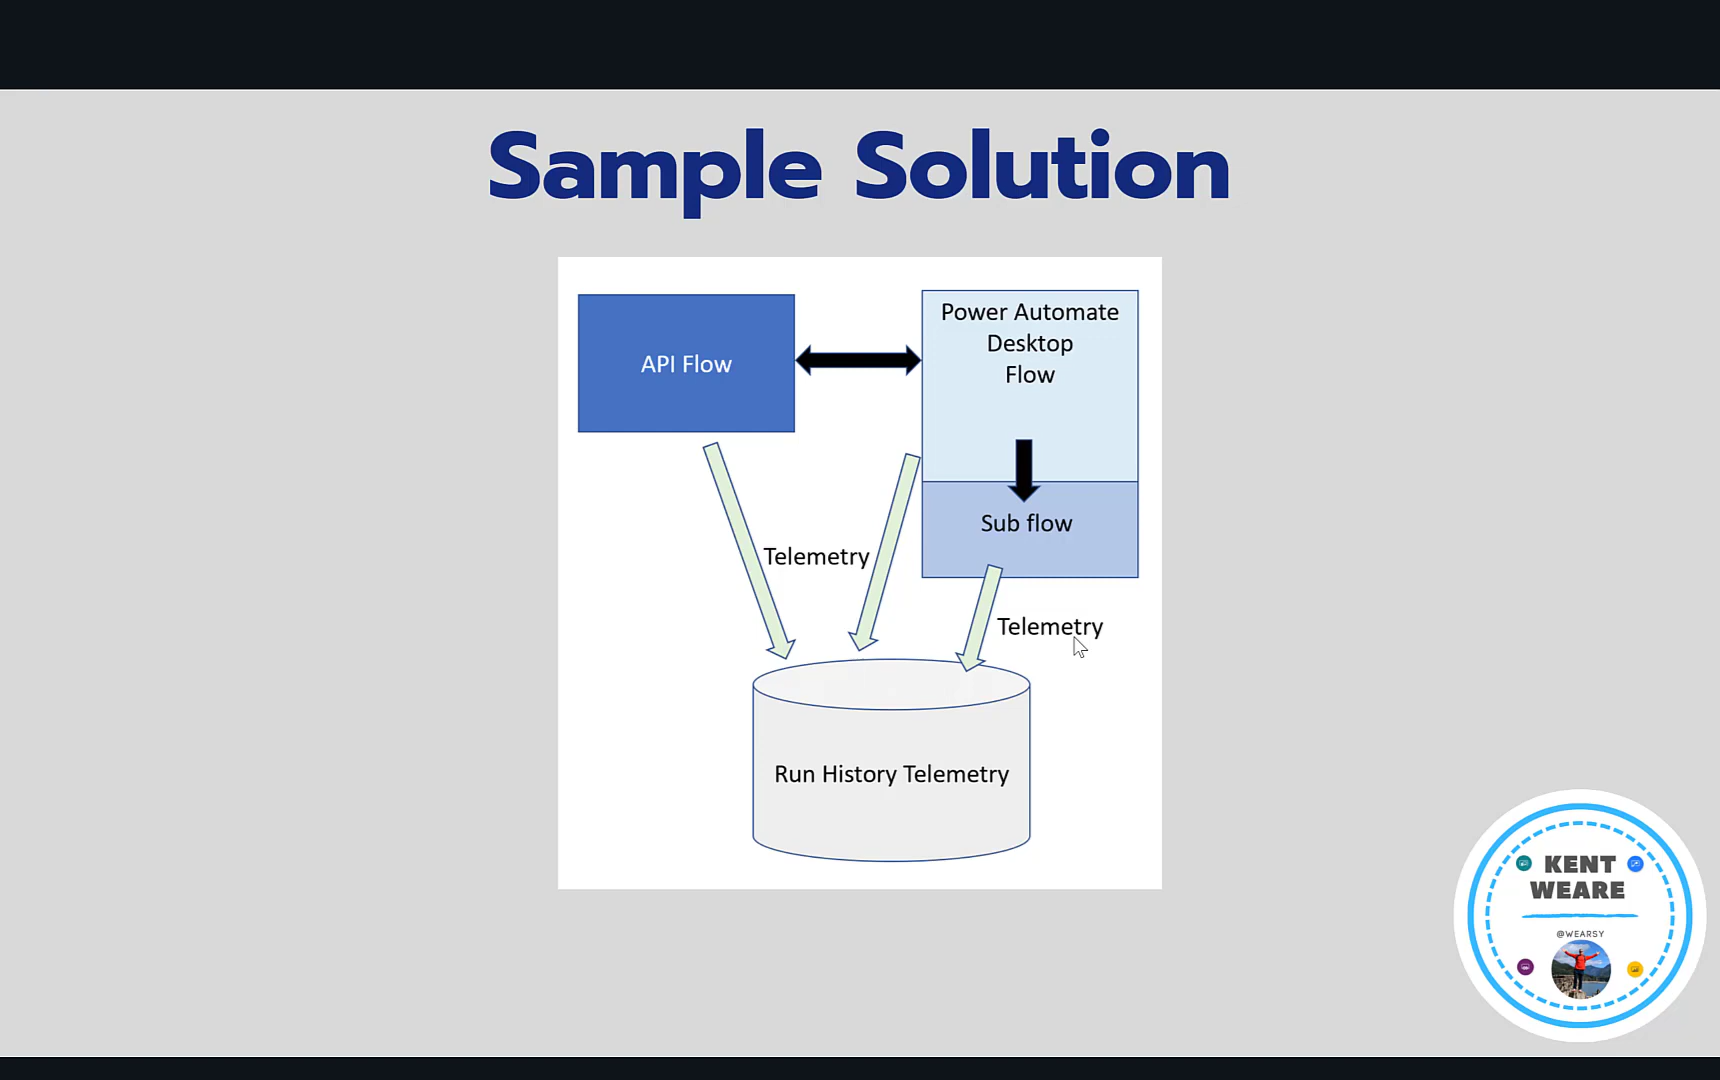 Sample Solution
API Flow
Power Automate
Desktop
Flow
Sub flow
Telemetry
Telemetry
Run History Telemetry
KENT
WEARE
@WEARSY